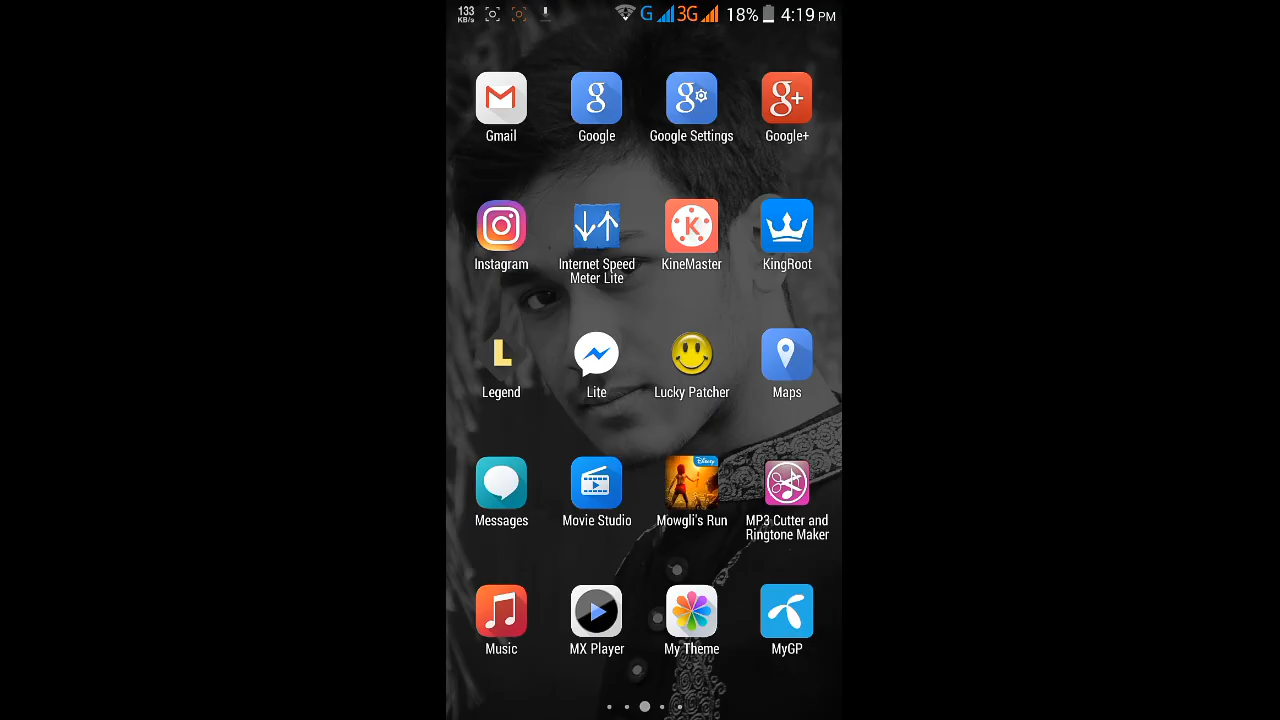 133
KB/s
G 3G 18% 4:19 PM
Gmail
Google
Google Settings
Google+
Instagram
Internet Speed
Meter Lite
KineMaster
KingRoot
Legend
Lite
Lucky Patcher
Maps
Messages
Movie Studio
Disney
Mowgli's Run
MP3 Cutter and
Ringtone Maker
Music
MX Player
My Theme
MyGP
g
g
g+
K
L